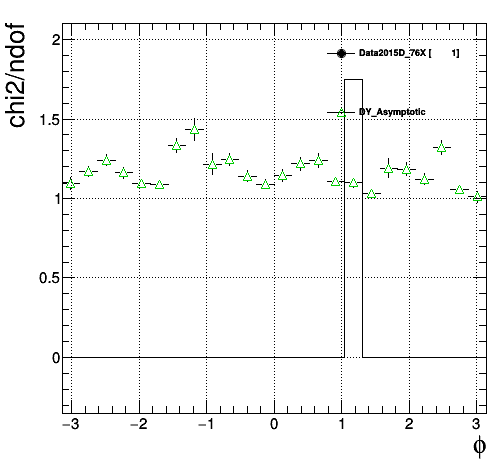 chi2/ndof
2
Data2015D_76X [ 1]
1.5
DY_Asymptotic
1
0.5
0
−3 −2 −1 0 1 2 3
ϕ